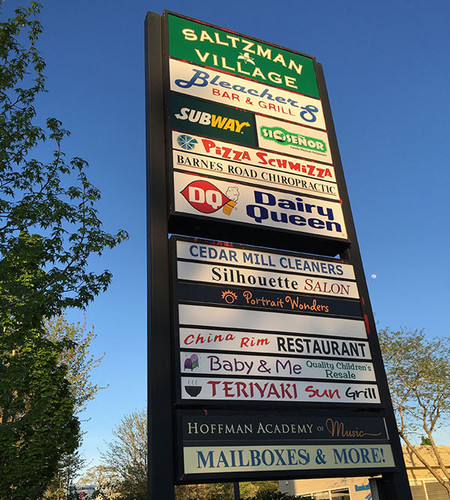 SALTZMAN
VILLAGE
Bleachers
BAR & GRILL
SUBWAY
SI SEÑOR
PIZZA SCHMIZZA
BARNES ROAD CHIROPRACTIC
DQ Dairy
Queen
CEDAR MILL CLEANERS
Silhouette SALON
Portrait Wonders
China Rim RESTAURANT
Baby & Me Quality Children's
Resale
TERIYAKI Sun Grill
HOFFMAN ACADEMY OF Music
MAILBOXES & MORE!